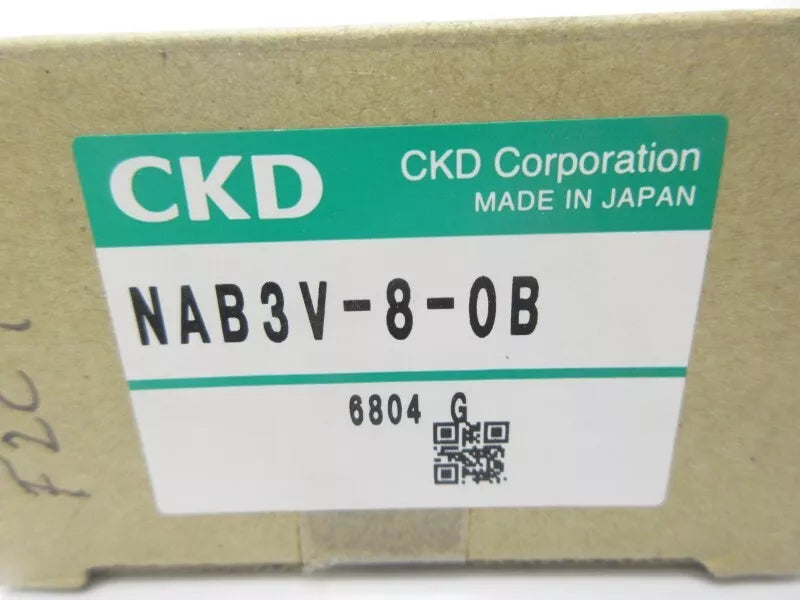 CKD
CKD Corporation
MADE IN JAPAN
NAB3V-8-0B
6804 G